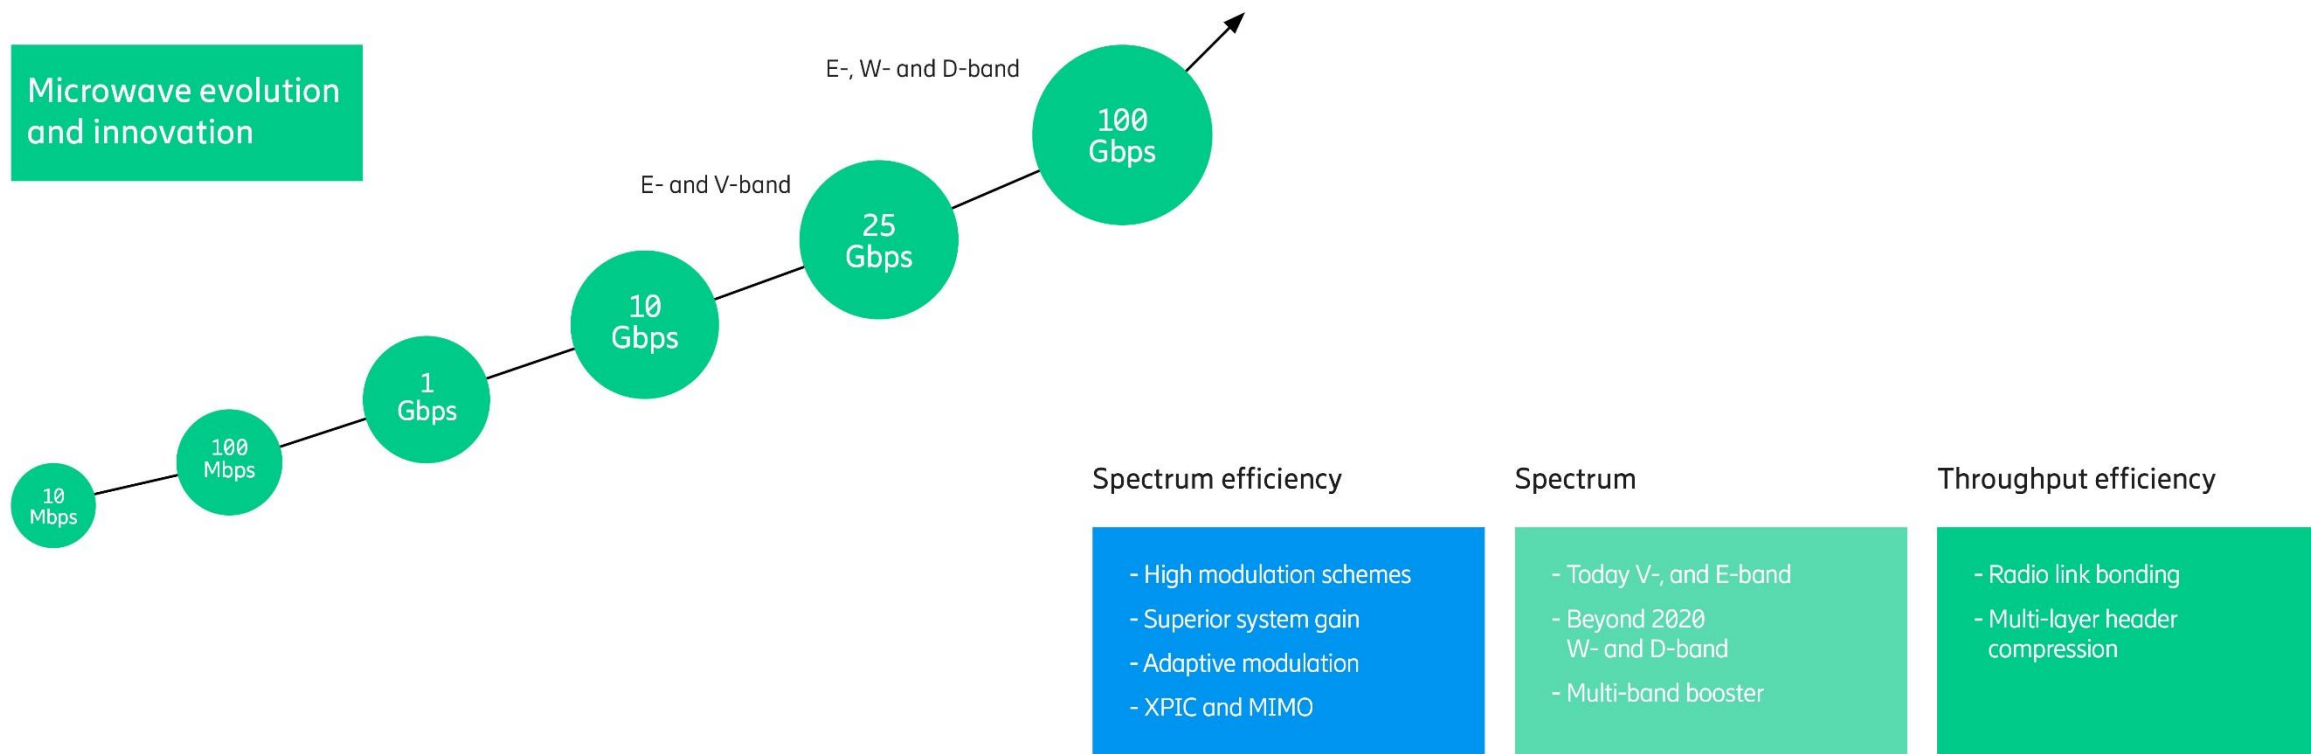 Microwave evolution
and innovation
E-, W- and D-band
100
Gbps
E- and V-band
25
Gbps
10
Gbps
1
Gbps
100
Mbps
10
Mbps
Spectrum efficiency
- High modulation schemes
- Superior system gain
- Adaptive modulation
- XPIC and MIMO
Spectrum
- Today V-, and E-band
- Beyond 2020
W- and D-band
- Multi-band booster
Throughput efficiency
- Radio link bonding
- Multi-layer header
compression